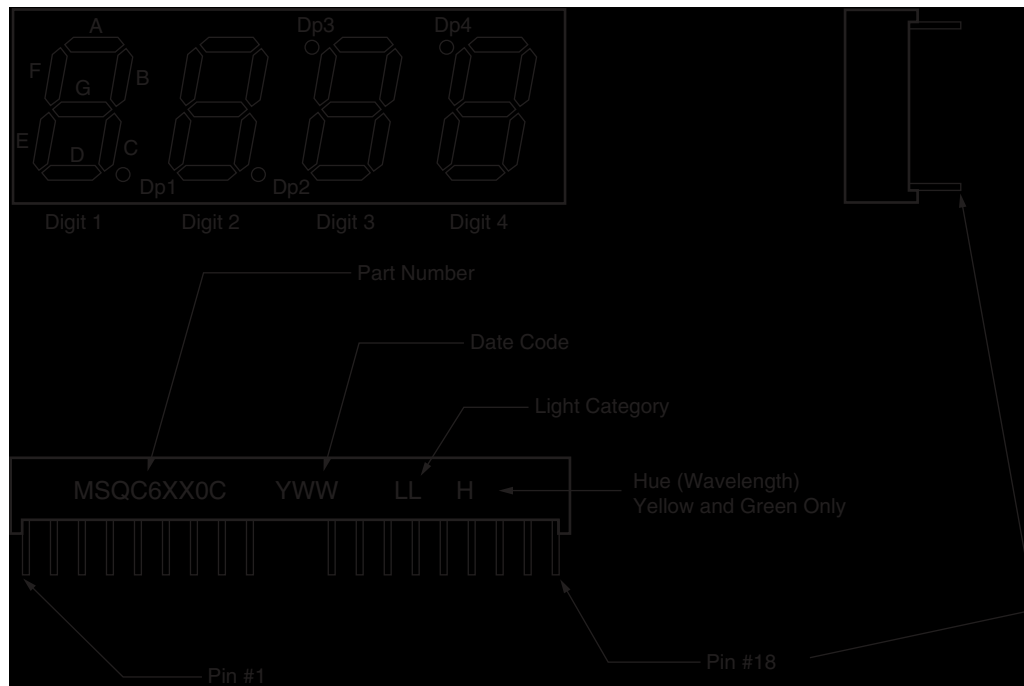 A
Dp3
Dp4
F
B
G
E
D
C
Dp1
Dp2
Digit 1
Digit 2
Digit 3
Digit 4
Part Number
Date Code
Light Category
MSQC6XX0C YWW LL H
Hue (Wavelength)
Yellow and Green Only
Pin #1
Pin #18